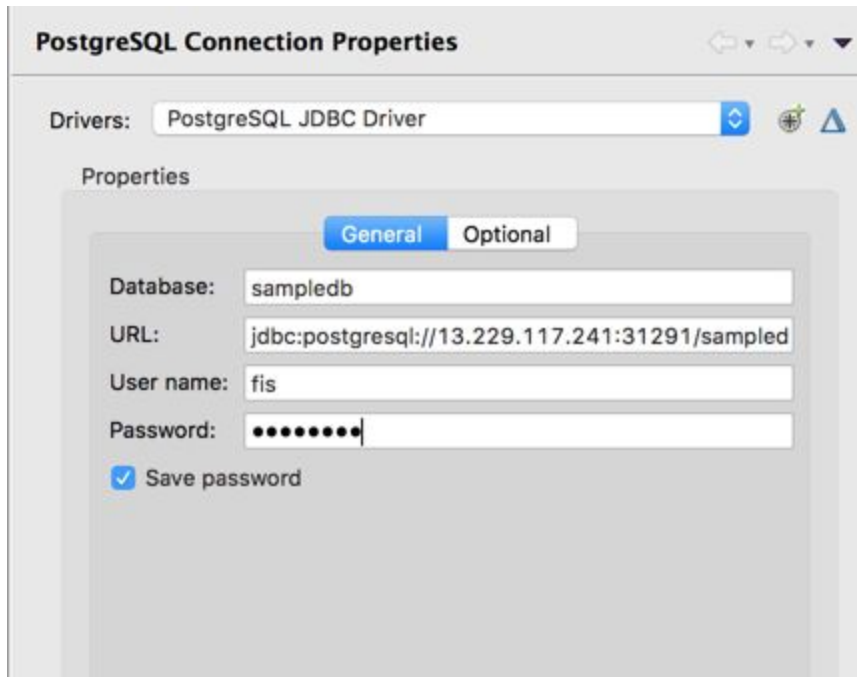 PostgreSQL Connection Properties
Drivers: PostgreSQL JDBC Driver
Properties
General Optional
Database: sampledb
URL: jdbc:postgresql://13.229.117.241:31291/sampled
User name: fis
Password: ●●●●●●●●
Save password